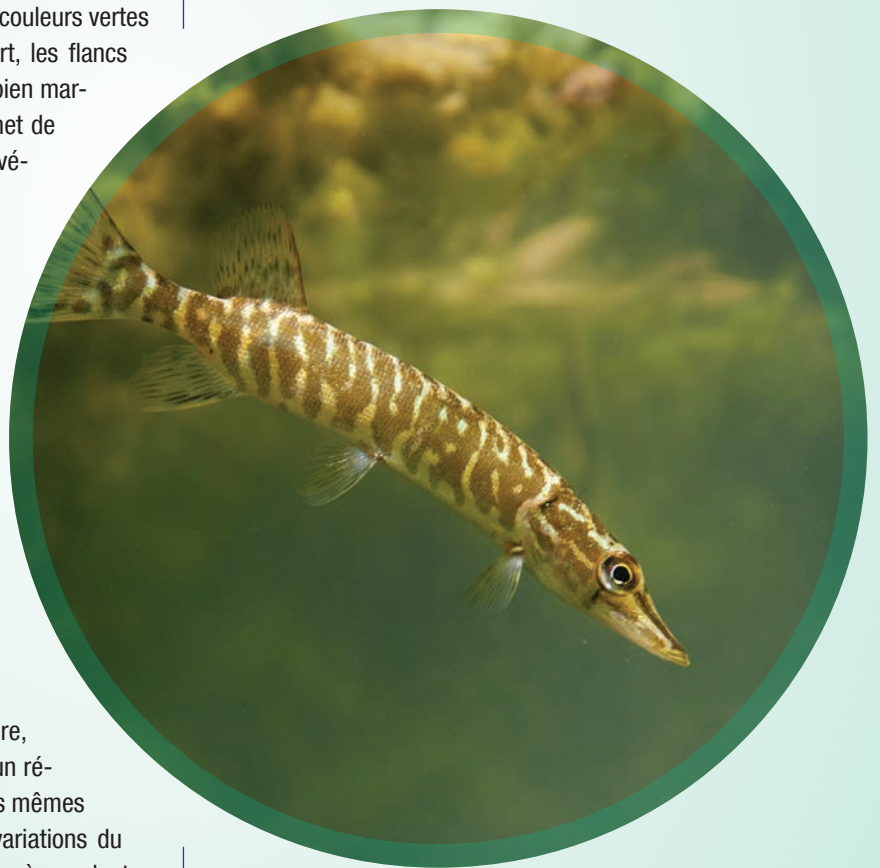 couleurs vertes
rt, les flancs
bien mar-
net de
vé-
re,
un ré-
s mêmes
variations du